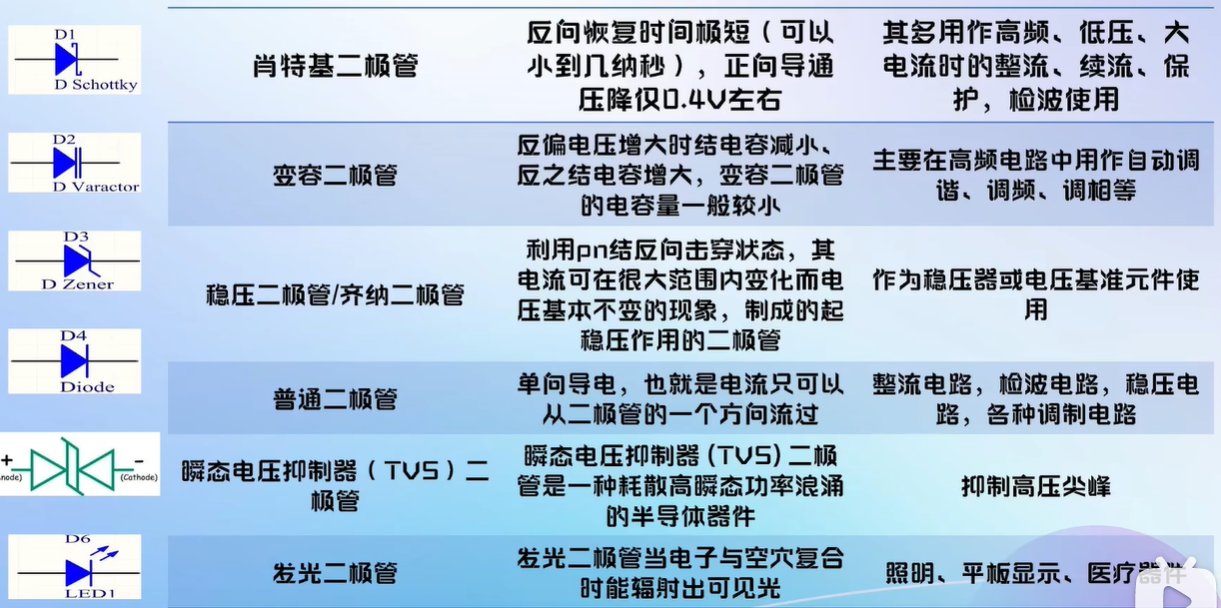 D1
D Schottky
肖特基二极管
反向恢复时间极短（可以
小到几纳秒），正向导通
压降仅0.4V左右
其多用作高频、低压、大
电流时的整流、续流、保
护，检波使用
D2
D Varactor
变容二极管
反偏电压增大时结电容减小、
反之结电容增大，变容二极管
的电容量一般较小
主要在高频电路中用作自动调
谐、调频、调相等
D3
D Zener
稳压二极管/齐纳二极管
利用pn结反向击穿状态，其
电流可在很大范围内变化而电
压基本不变的现象，制成的起
稳压作用的二极管
作为稳压器或电压基准元件使
用
D4
Diode
普通二极管
单向导电，也就是电流只可以
从二极管的一个方向流过
整流电路，检波电路，稳压电
路，各种调制电路
+
-
node)
(Cathode)
瞬态电压抑制器（TVS）二
极管
瞬态电压抑制器(TVS)二极
管是一种耗散高瞬态功率浪涌
的半导体器件
抑制高压尖峰
D6
LED1
发光二极管
发光二极管当电子与空穴复合
时能辐射出可见光
照明、平板显示、医疗器件